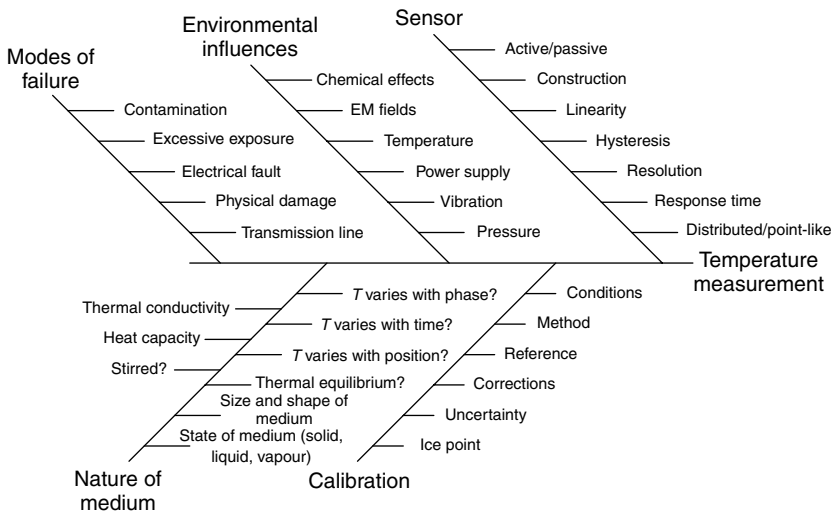 Modes of
failure
Contamination
Excessive exposure
Electrical fault
Physical damage
Transmission line
Environmental
influences
Chemical effects
EM fields
Temperature
Power supply
Vibration
Pressure
Sensor
Active/passive
Construction
Linearity
Hysteresis
Resolution
Response time
Distributed/point-like
Temperature
measurement
Thermal conductivity
Heat capacity
Stirred?
T varies with phase?
T varies with time?
T varies with position?
Thermal equilibrium?
Size and shape of
medium
State of medium (solid,
liquid, vapour)
Nature of
medium
Conditions
Method
Reference
Corrections
Uncertainty
Ice point
Calibration